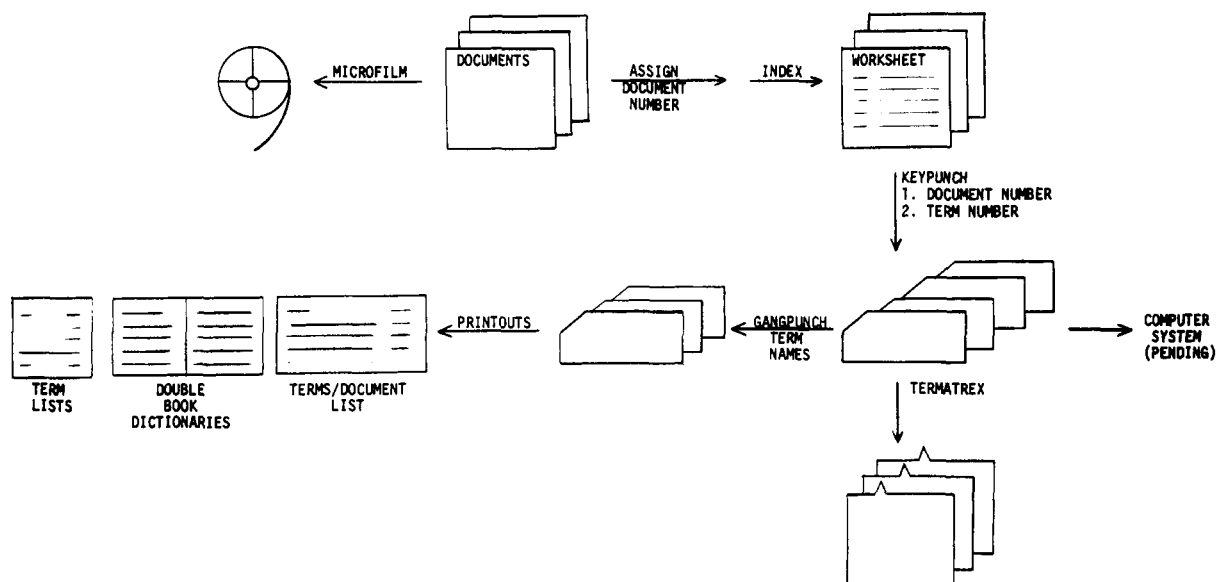 MICROFILM
DOCUMENTS
ASSIGN
DOCUMENT
NUMBER
INDEX
WORKSHEET
KEYPUNCH
1. DOCUMENT NUMBER
2. TERM NUMBER
TERM
LISTS
DOUBLE
BOOK
DICTIONARIES
TERMS/DOCUMENT
LIST
PRINTOUTS
GANGPUNCH
TERM
NAMES
COMPUTER
SYSTEM
(PENDING)
TERMATREX